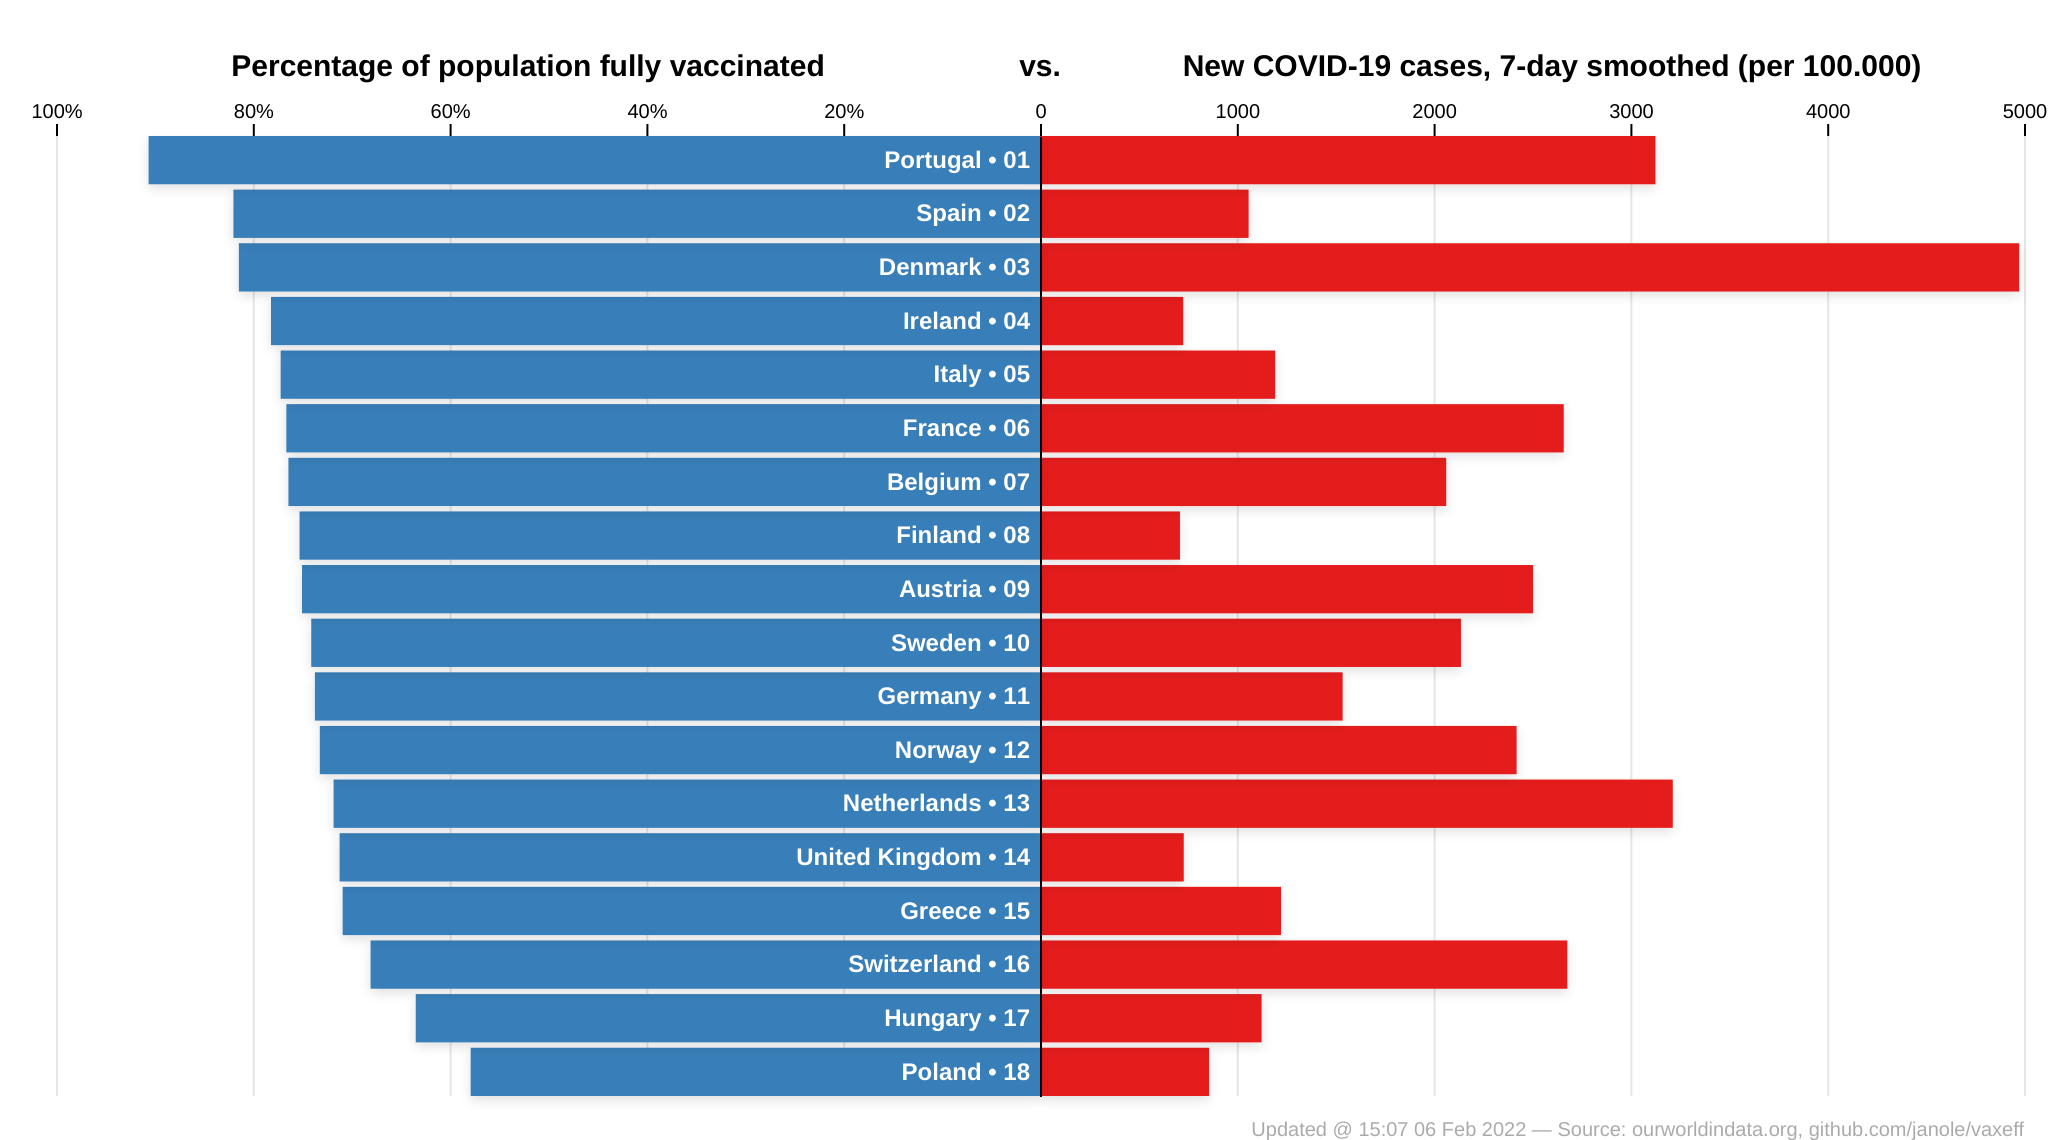 Percentage of population fully vaccinated vs. New COVID-19 cases, 7-day smoothed (per 100.000)
100% 80% 60% 40% 20% 0 1000 2000 3000 4000 5000
Portugal • 01
Spain • 02
Denmark • 03
Ireland • 04
Italy • 05
France • 06
Belgium • 07
Finland • 08
Austria • 09
Sweden • 10
Germany • 11
Norway • 12
Netherlands • 13
United Kingdom • 14
Greece • 15
Switzerland • 16
Hungary • 17
Poland • 18
Updated @ 15:07 06 Feb 2022 — Source: ourworldindata.org, github.com/janole/vaxeff